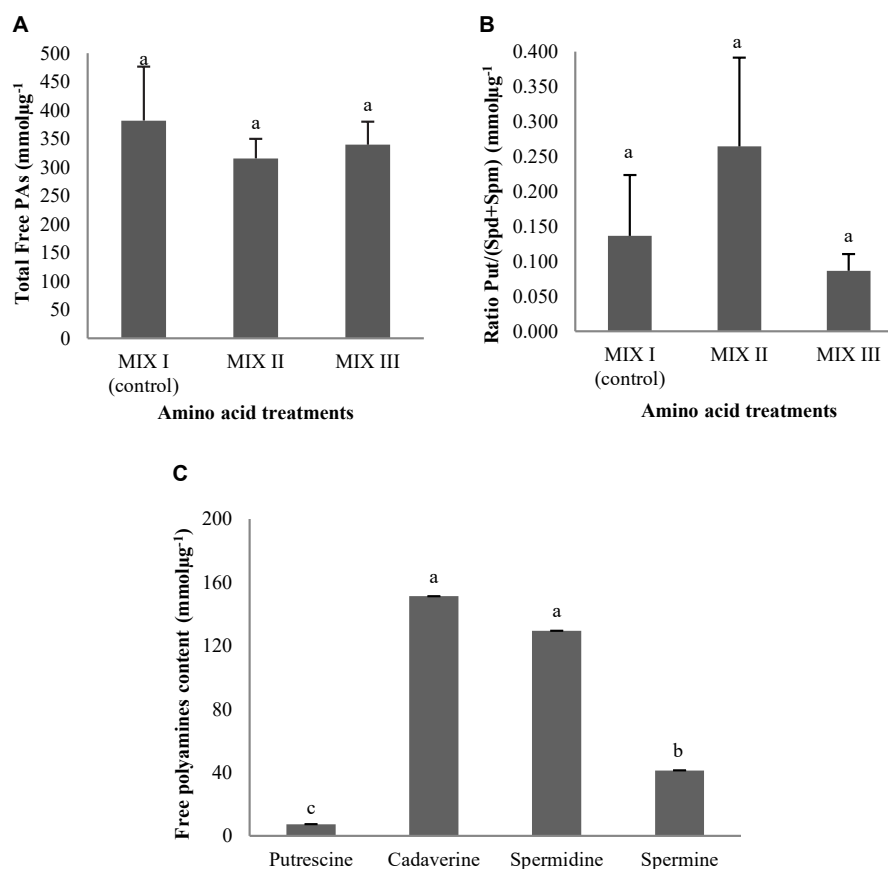 A
Total Free PAs (mmolµg-1)
500
450
400
350
300
250
200
150
100
50
0
a
a
a
MIX I
(control)
MIX II
MIX III
Amino acid treatments
B
Ratio Put/(Spd+Spm) (mmolµg-1)
0.400
0.350
0.300
0.250
0.200
0.150
0.100
0.050
0.000
a
a
a
MIX I
(control)
MIX II
MIX III
Amino acid treatments
C
Free polyamines content (mmolµg-1)
200
160
120
80
40
0
c
a
a
b
Putrescine
Cadaverine
Spermidine
Spermine